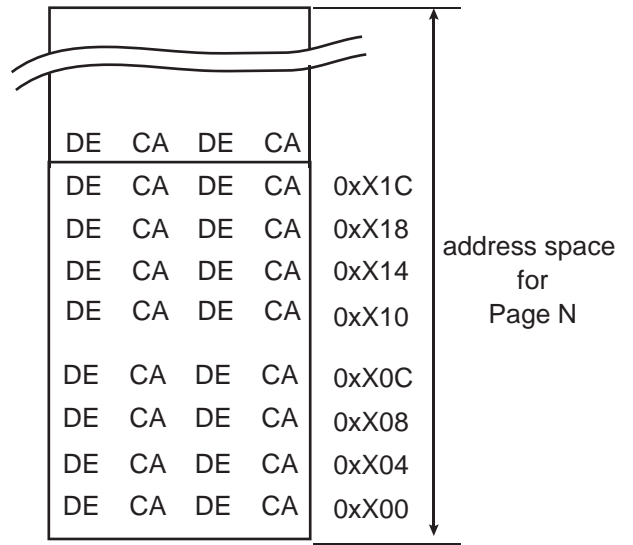 DE CA DE CA
DE CA DE CA 0xX1C
DE CA DE CA 0xX18
DE CA DE CA 0xX14
DE CA DE CA 0xX10
DE CA DE CA 0xX0C
DE CA DE CA 0xX08
DE CA DE CA 0xX04
DE CA DE CA 0xX00
address space
for
Page N